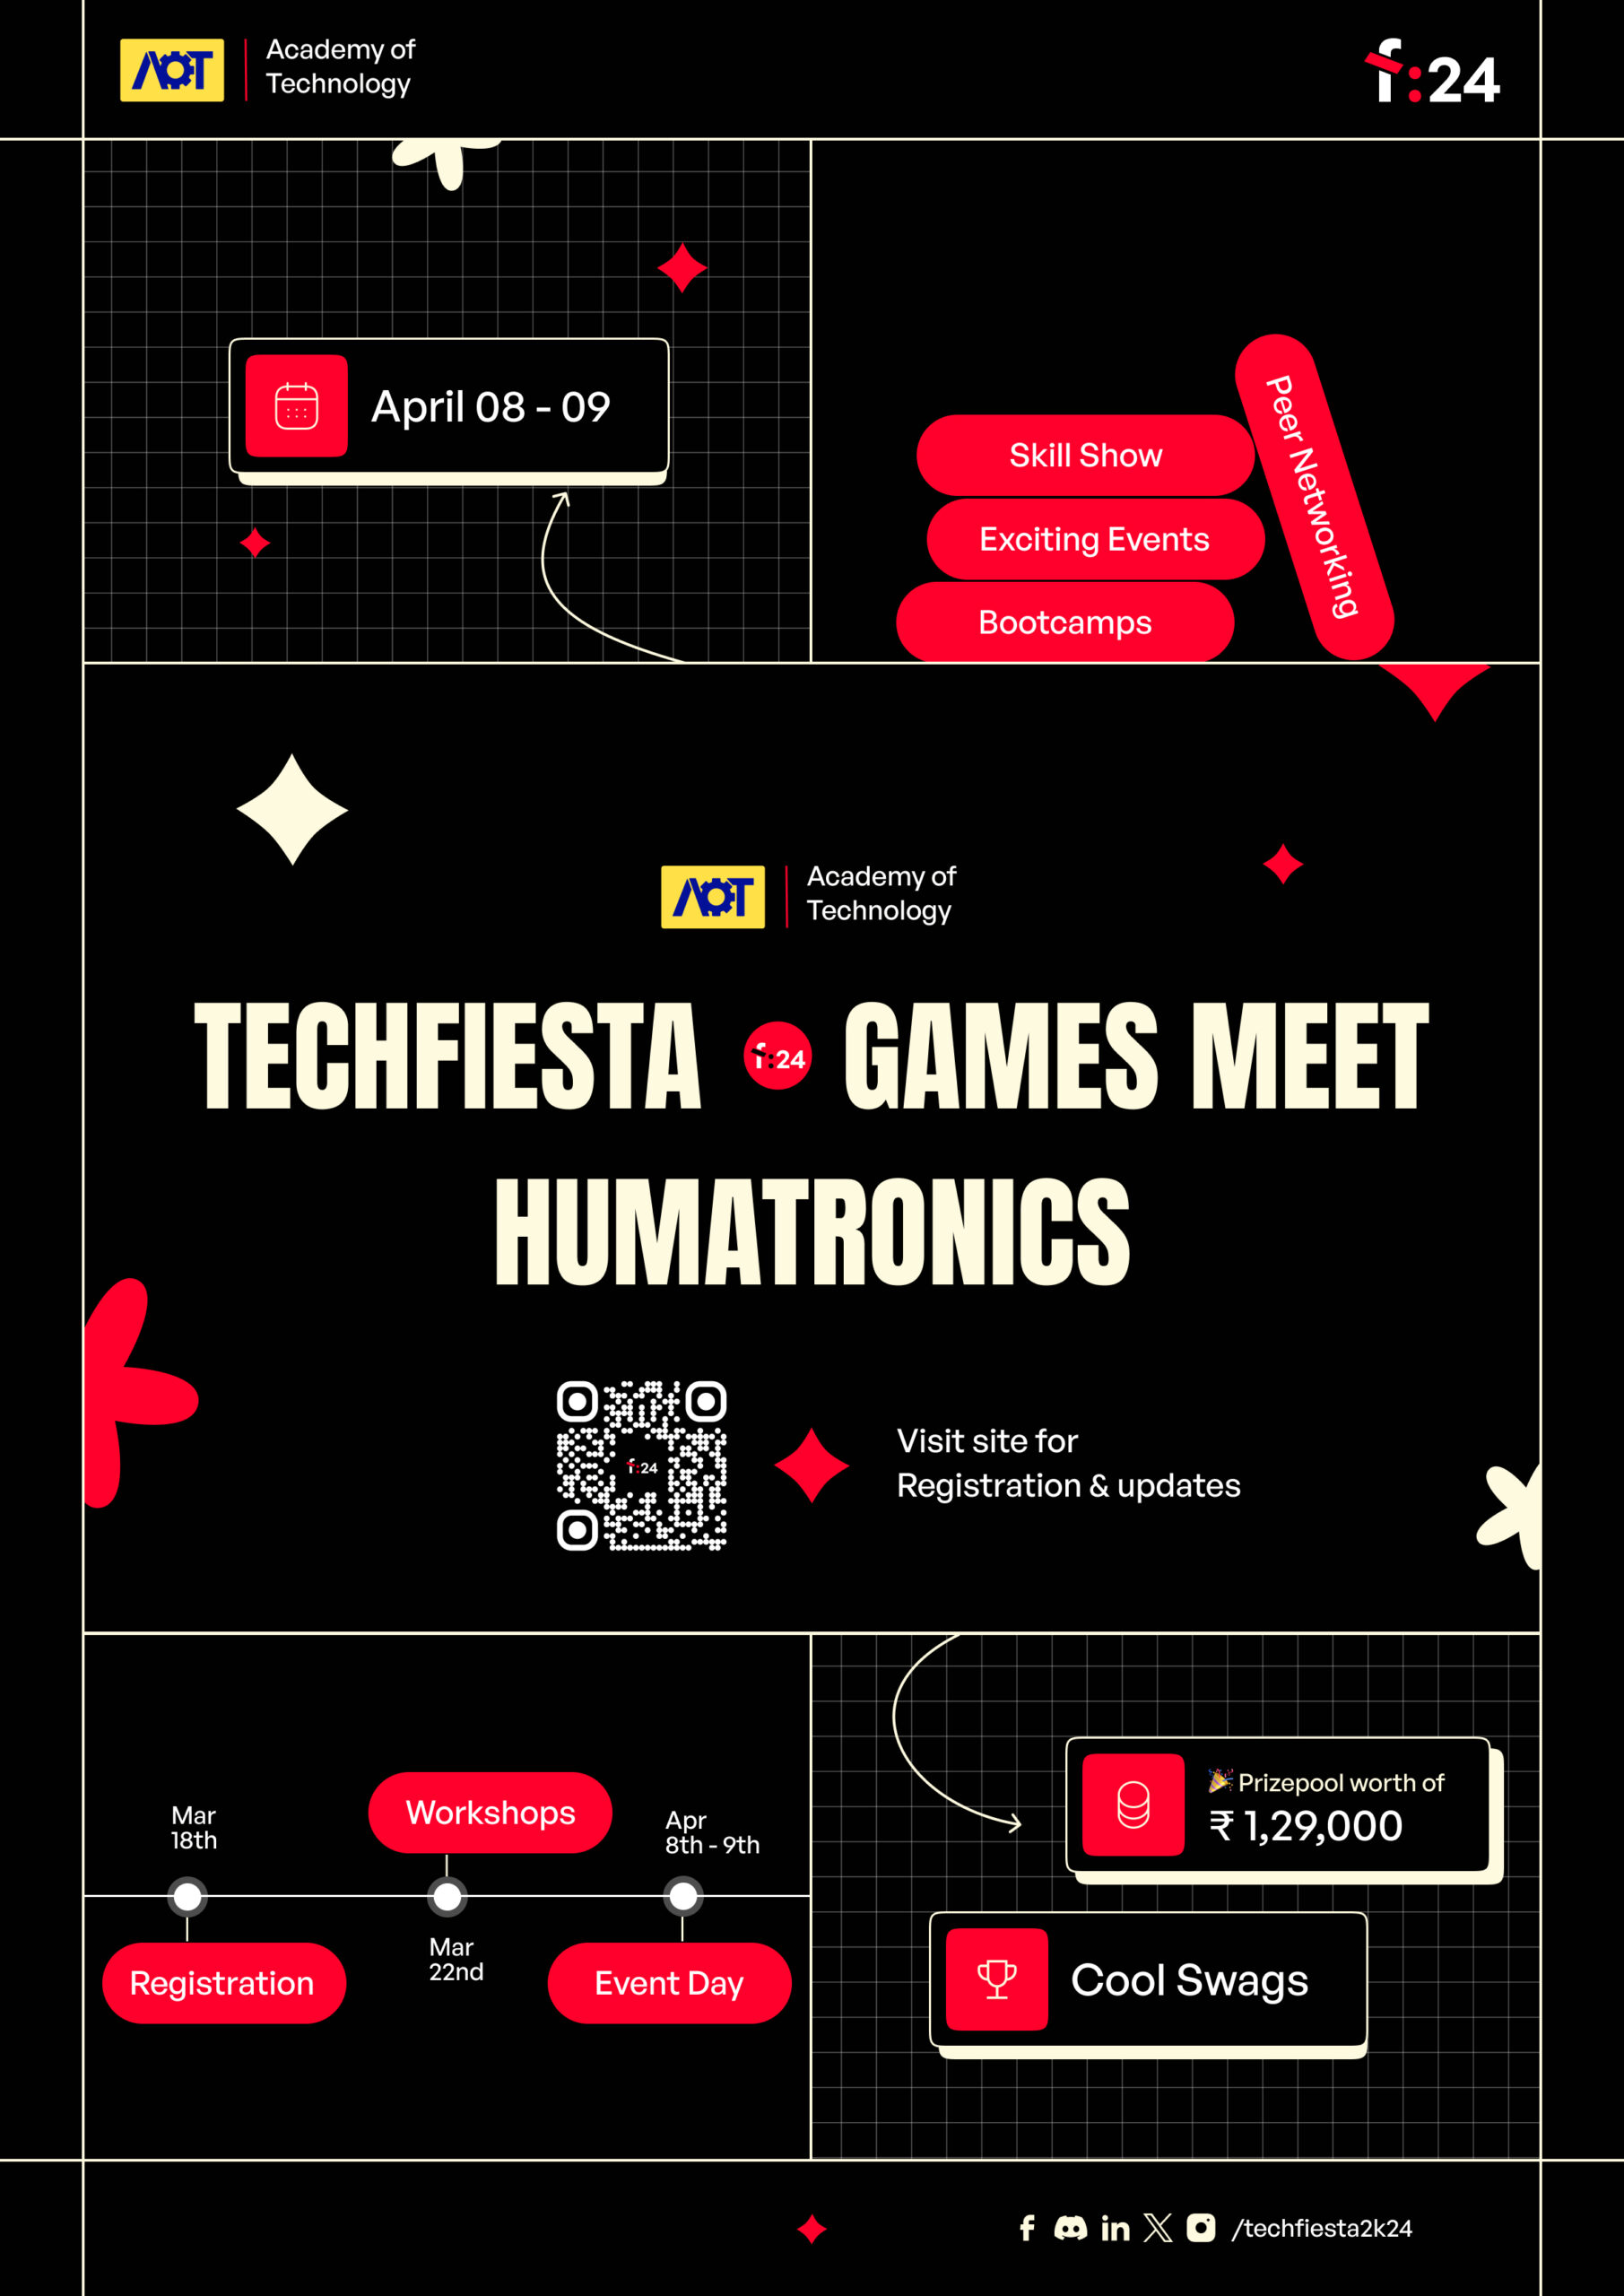 AOT
Academy of
Technology
f:24
April 08 - 09
Skill Show
Exciting Events
Bootcamps
Peer Networking
AOT
Academy of
Technology
TECHFIESTA f:24 GAMES MEET
HUMATRONICS
f:24
Visit site for
Registration & updates
Mar
18th
Registration
Workshops
Mar
22nd
Apr
8th - 9th
Event Day
🎉 Prizepool worth of
₹ 1,29,000
Cool Swags
/techfiesta2k24